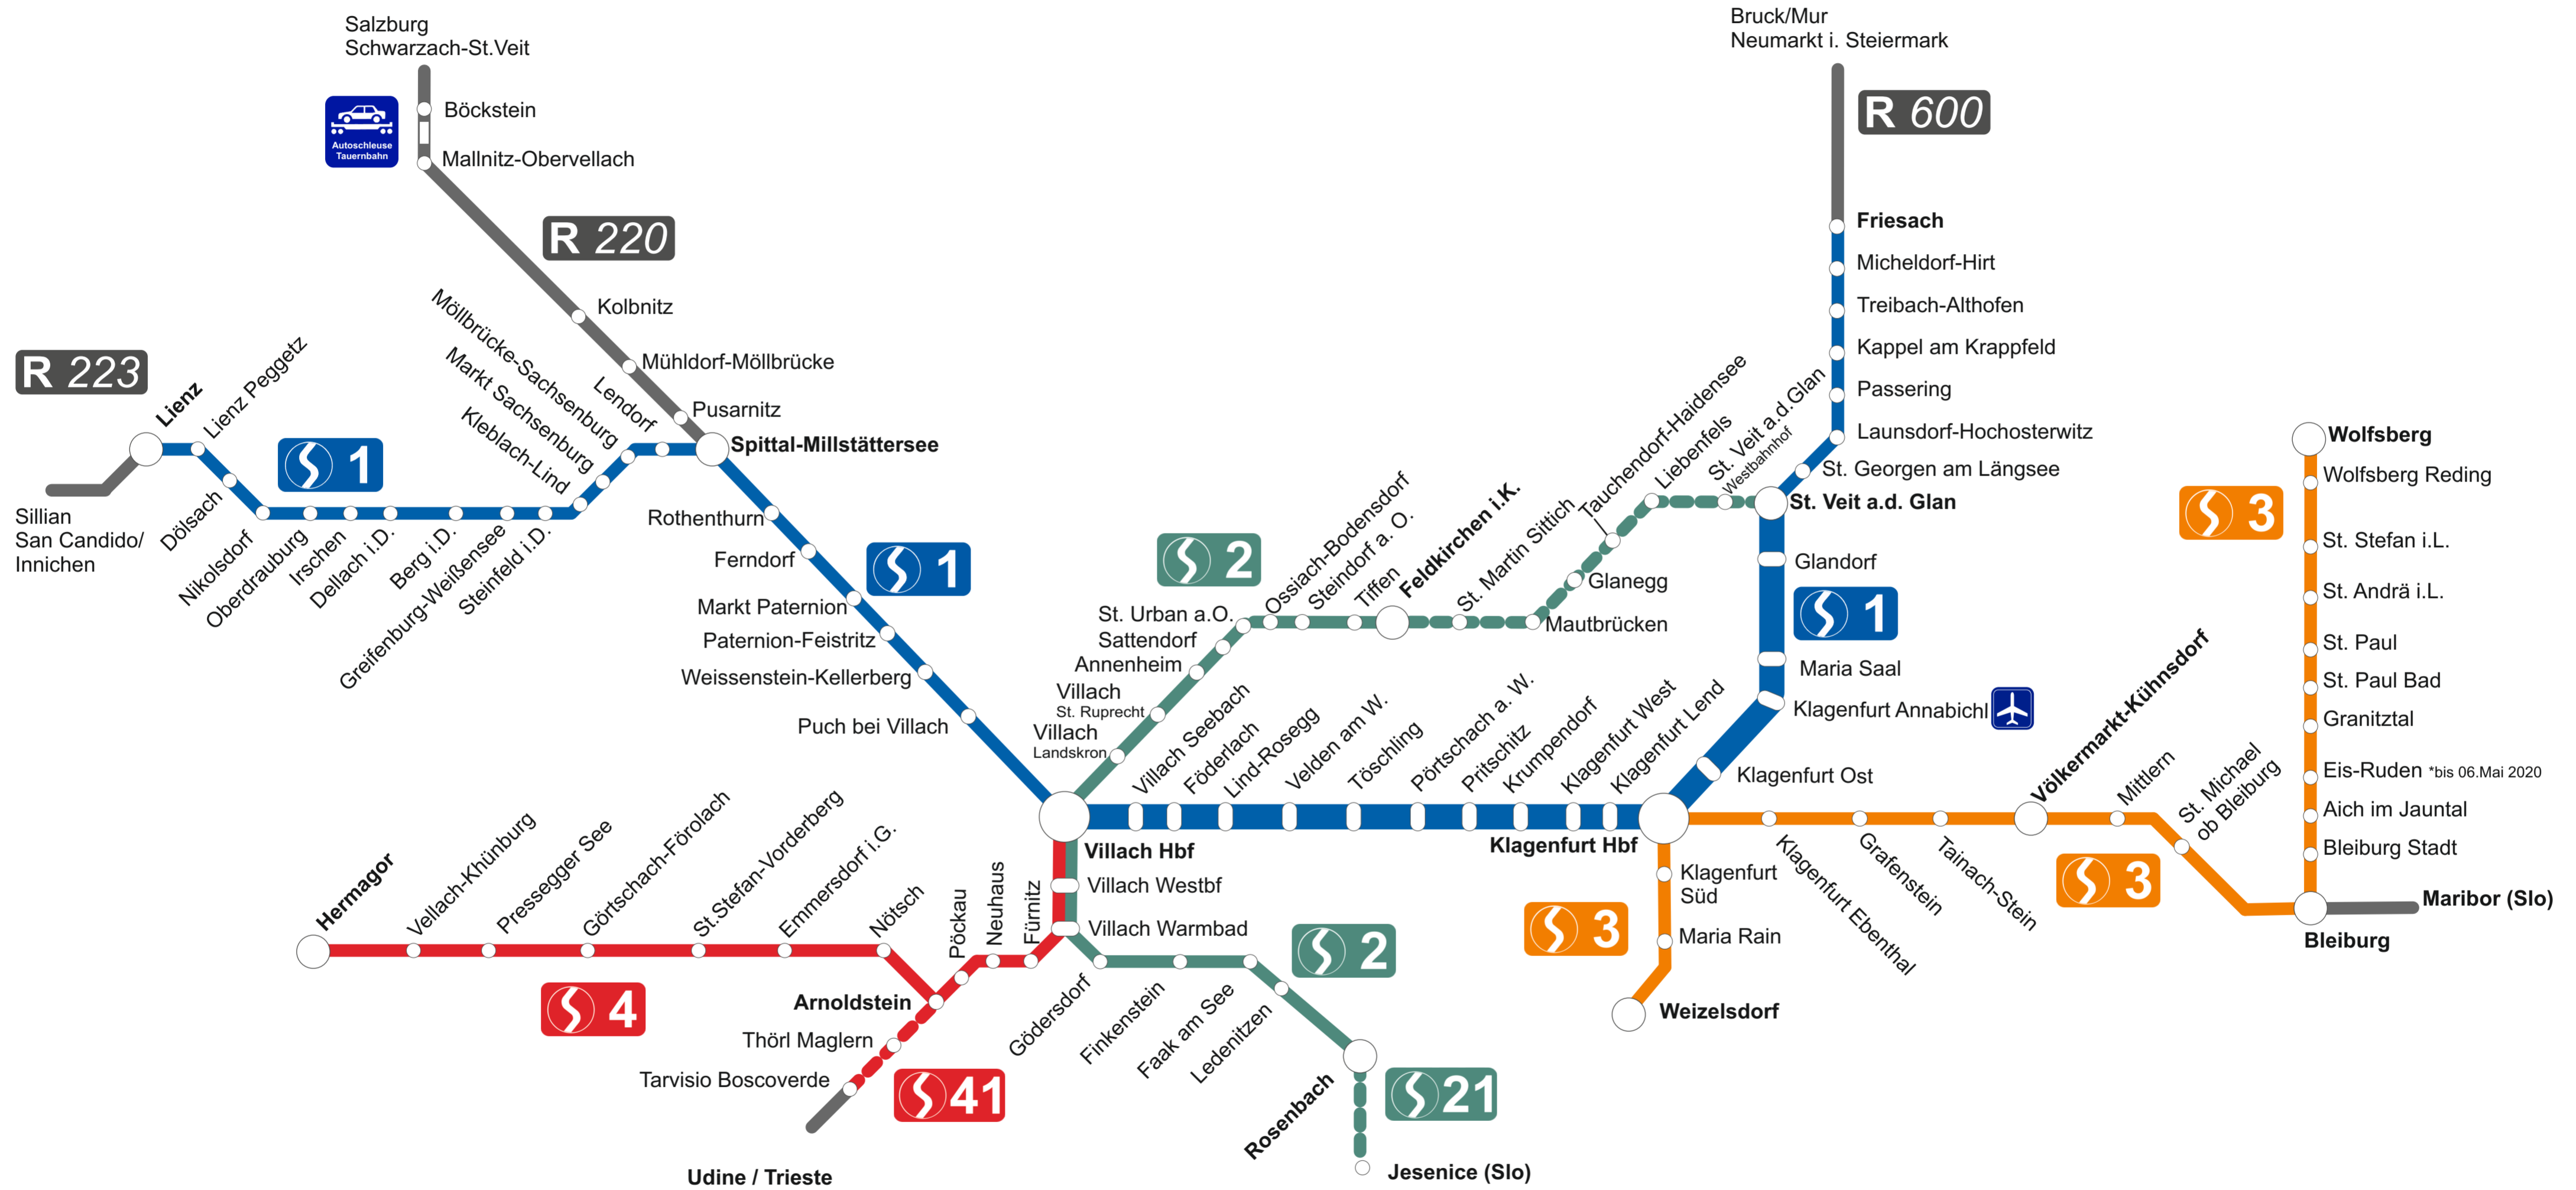 Salzburg
Schwarzach-St.Veit
Bruck/Mur
Neumarkt i. Steiermark
Böckstein
Autoschleuse
Tauernbahn
Mallnitz-Obervellach
R 600
R 220
Friesach
Micheldorf-Hirt
Treibach-Althofen
Kappel am Krappfeld
Passering
Launsdorf-Hochosterwitz
St. Georgen am Längsee
St. Veit a.d. Glan
Kolbnitz
Mühldorf-Möllbrücke
Pusarnitz
Spittal-Millstättersee
R 223
Lienz
Lienz Peggetz
Sillian
San Candido/
Innichen
S 1
Dölsach
Nikolsdorf
Oberdrauburg
Irschen
Dellach i.D.
Berg i.D.
Greifenburg-Weißensee
Steinfeld i.D.
Kleblach-Lind
Markt Sachsenburg
Möllbrücke-Sachsenburg
Lendorf
Rothenthurn
Ferndorf
Markt Paternion
Paternion-Feistritz
Weissenstein-Kellerberg
Puch bei Villach
S 1
S 2
Villach
Landskron
Villach
St. Ruprecht
Annenheim
Sattendorf
St. Urban a.O.
Ossiach-Bodensdorf
Steindorf a. O.
Tiffen
Feldkirchen i.K.
St. Martin Sittich
Mautbrücken
Glanegg
Tauchendorf-Haidensee
Liebenfels
St. Veit a.d.Glan
Westbahnhof
Glandorf
S 1
Maria Saal
Klagenfurt Annabichl
Klagenfurt Ost
Villach Hbf
Villach Seebach
Föderlach
Lind-Rosegg
Velden am W.
Töschling
Pörtschach a. W.
Pritschitz
Krumpendorf
Klagenfurt West
Klagenfurt Lend
Klagenfurt Hbf
Klagenfurt
Süd
Maria Rain
Weizelsdorf
S 3
Klagenfurt Ebenthal
Grafenstein
Tainach-Stein
Völkermarkt-Kühnsdorf
Mittlern
St. Michael
ob Bleiburg
S 3
Wolfsberg
Wolfsberg Reding
S 3
St. Stefan i.L.
St. Andrä i.L.
St. Paul
St. Paul Bad
Granitztal
Eis-Ruden *bis 06.Mai 2020
Aich im Jauntal
Bleiburg Stadt
Maribor (Slo)
Bleiburg
Hermagor
Vellach-Khünburg
Pressegger See
Görtschach-Förolach
St.Stefan-Vorderberg
Emmersdorf i.G.
Nötsch
S 4
Arnoldstein
Pöckau
Neuhaus
Fürnitz
Villach Westbf
Villach Warmbad
Thörl Maglern
Tarvisio Boscoverde
S 41
Udine / Trieste
S 2
Gödersdorf
Finkenstein
Faak am See
Ledenitzen
Rosenbach
S 21
Jesenice (Slo)